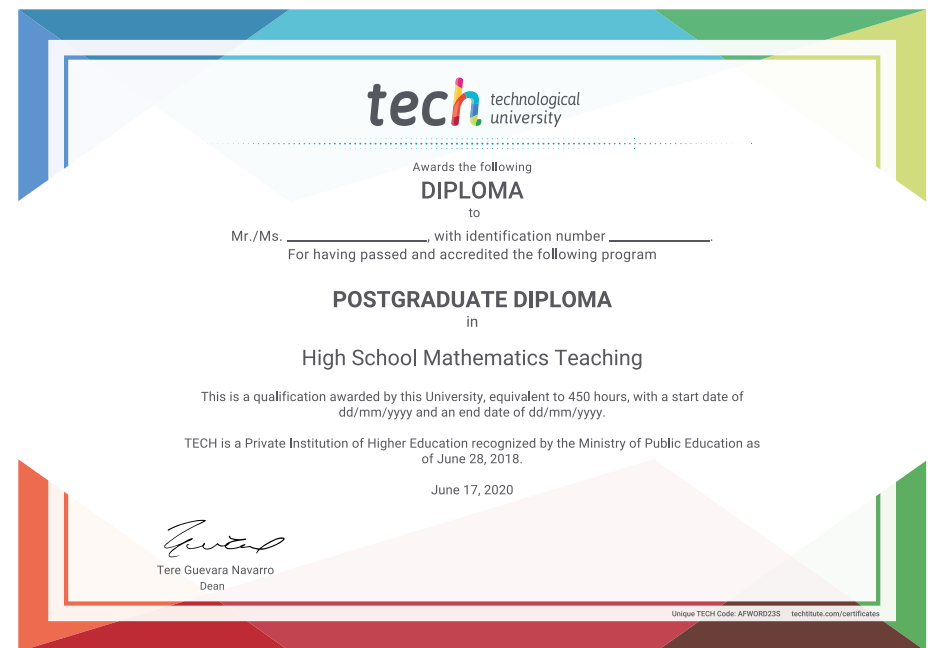 tech technological
university
Awards the following
DIPLOMA
to
Mr./Ms. ____________________, with identification number ______________.
For having passed and accredited the following program
POSTGRADUATE DIPLOMA
in
High School Mathematics Teaching
This is a qualification awarded by this University, equivalent to 450 hours, with a start date of
dd/mm/yyyy and an end date of dd/mm/yyyy.
TECH is a Private Institution of Higher Education recognized by the Ministry of Public Education as
of June 28, 2018.
June 17, 2020
Tere Guevara Navarro
Dean
Unique TECH Code: AFWORD23S techtitute.com/certificates